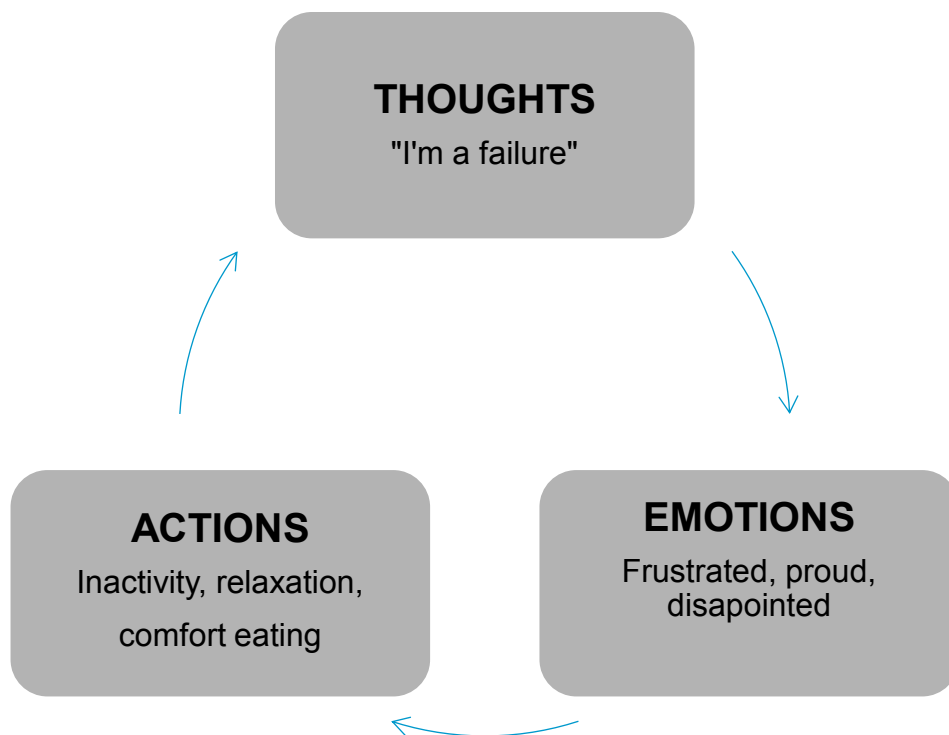 THOUGHTS
"I'm a failure"
ACTIONS
Inactivity, relaxation,
comfort eating
EMOTIONS
Frustrated, proud,
disapointed